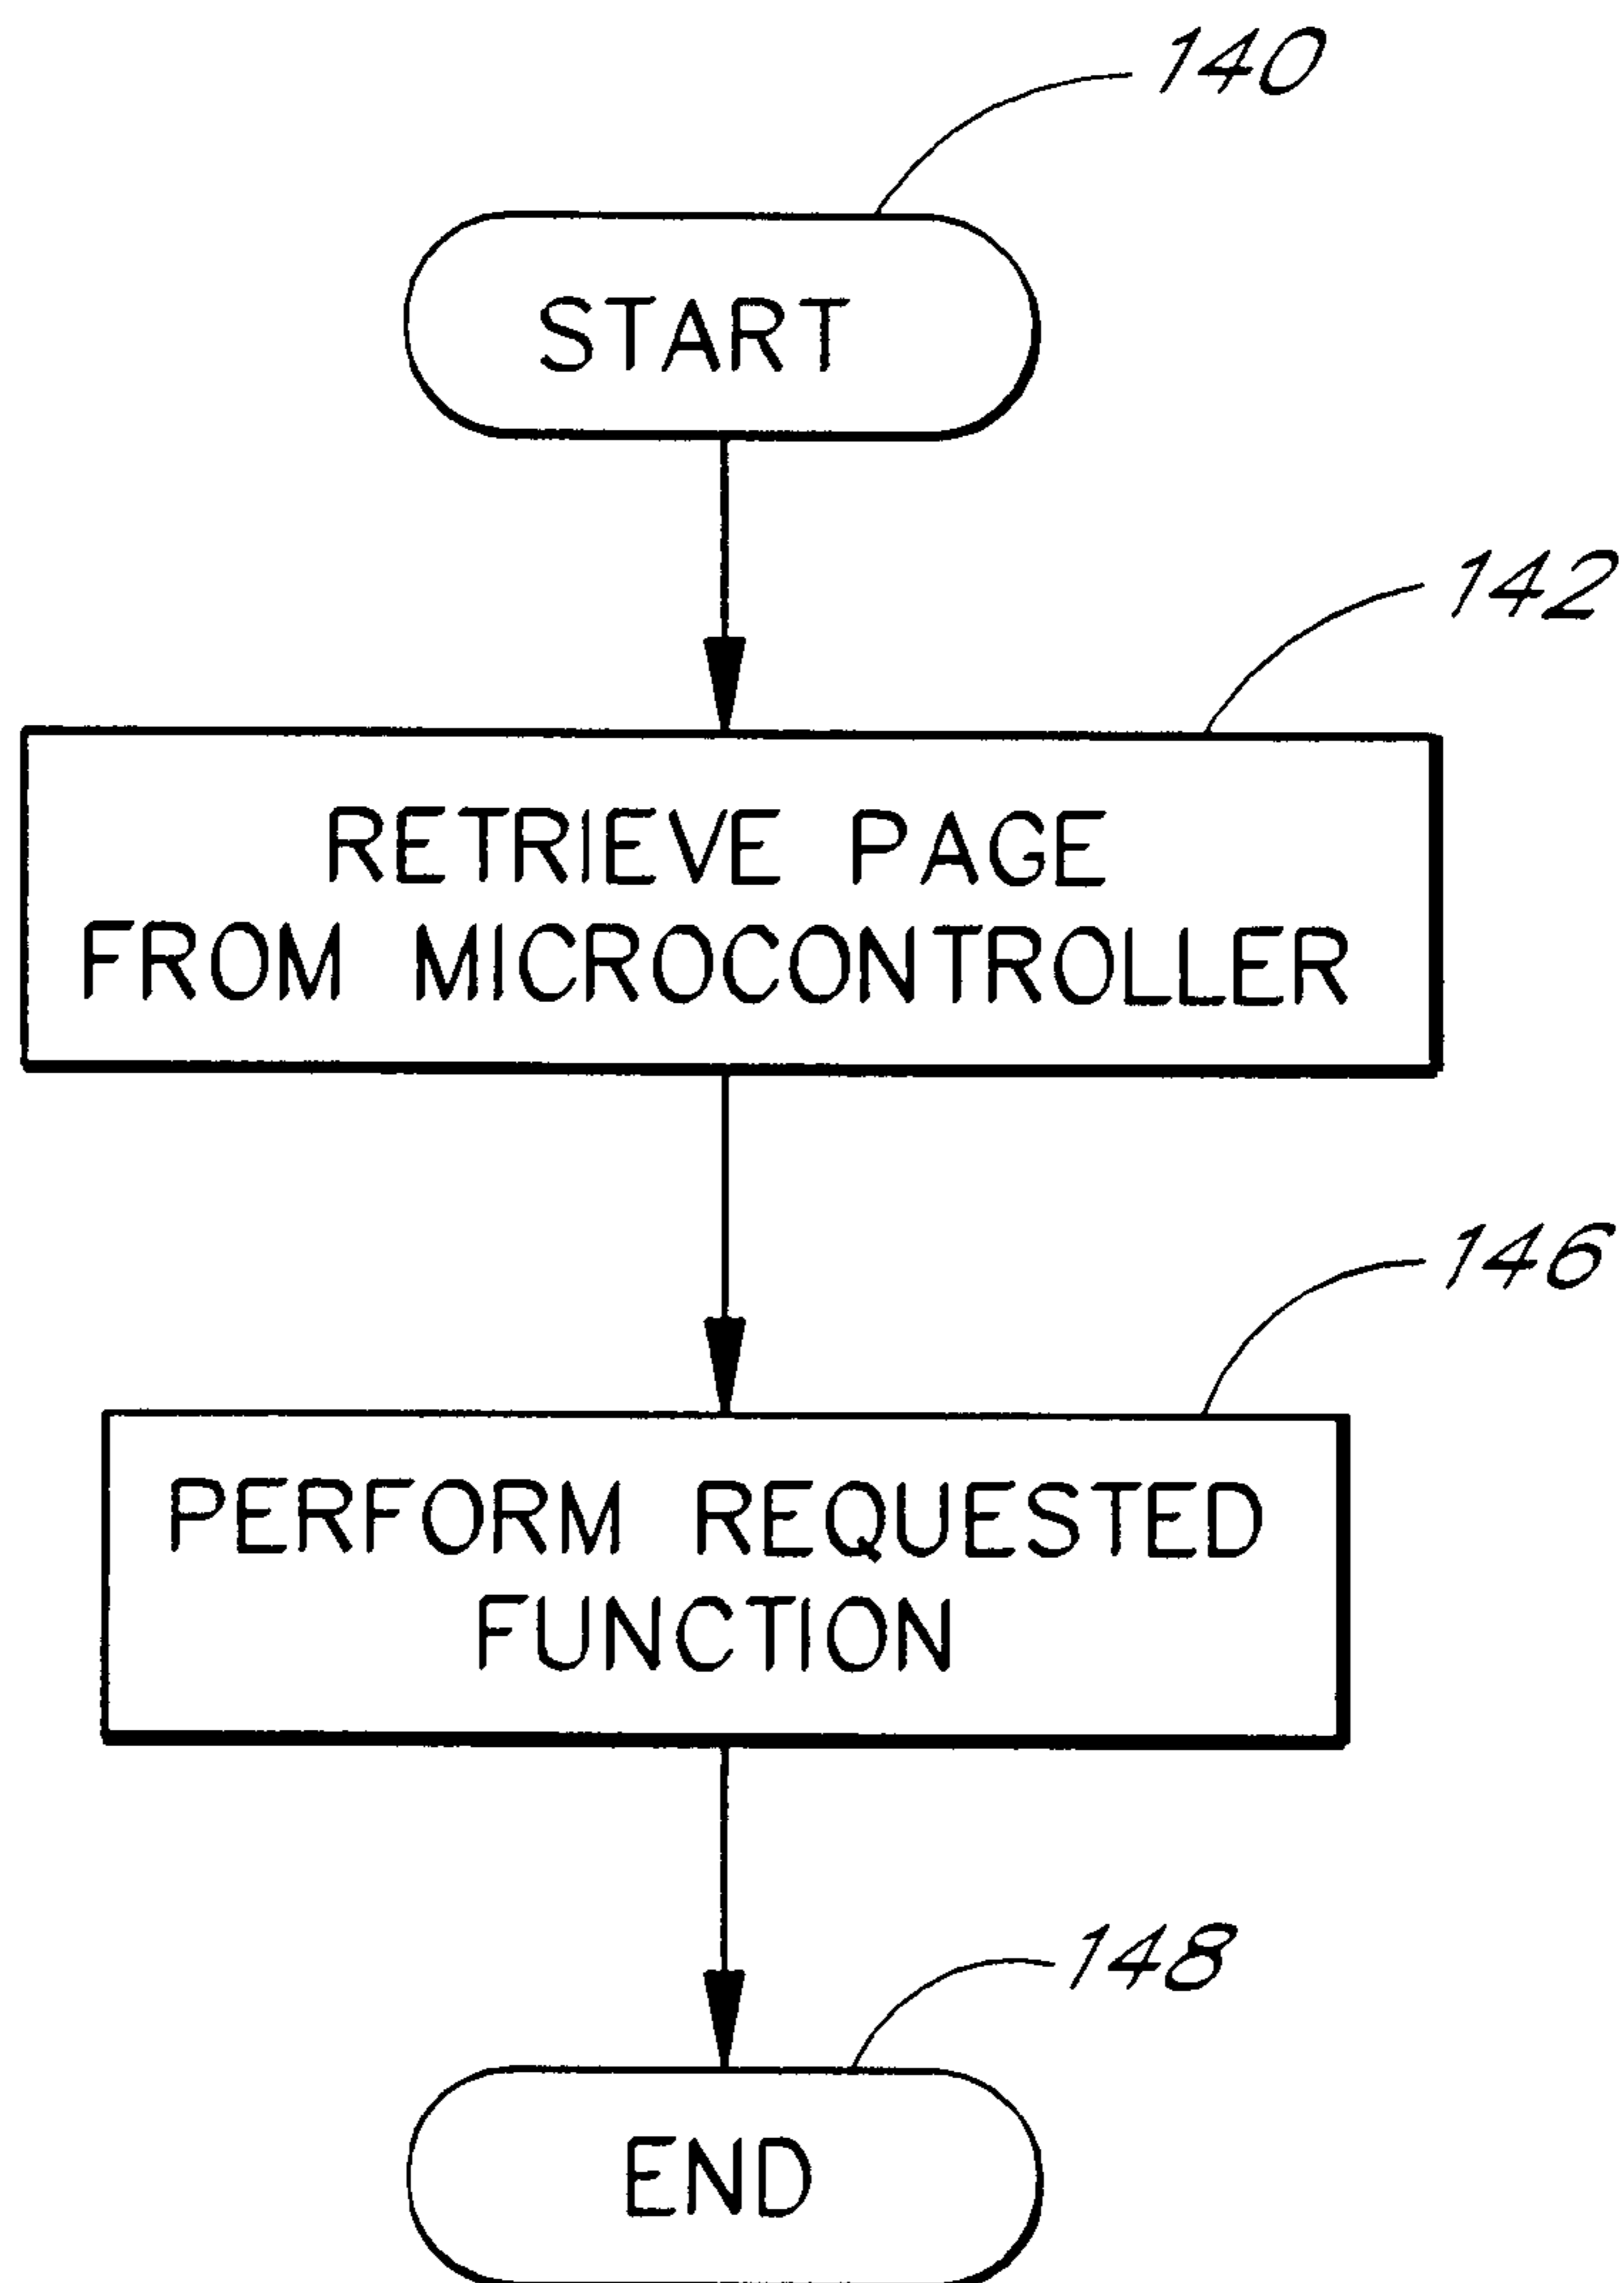 140
START
142
RETRIEVE PAGE
FROM MICROCONTROLLER
146
PERFORM REQUESTED
FUNCTION
148
END